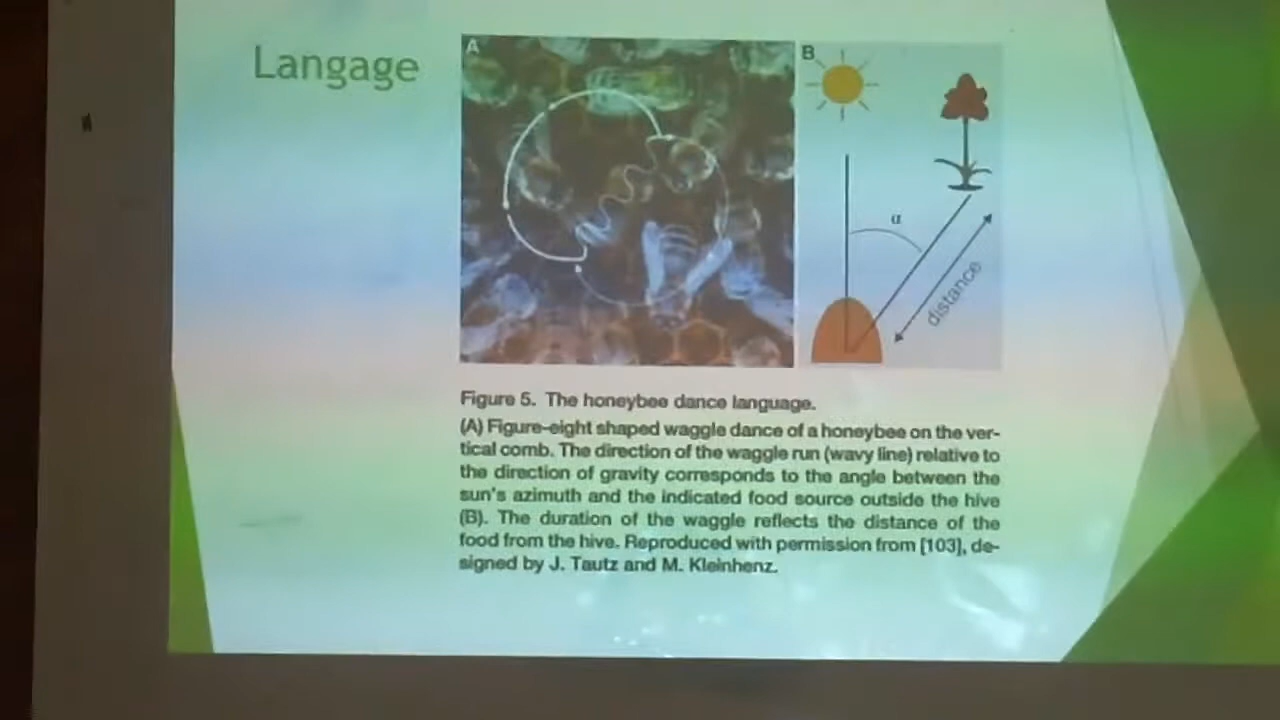 Langage
A
B
α
distance
Figure 5. The honeybee dance language.
(A) Figure-eight shaped waggle dance of a honeybee on the ver-
tical comb. The direction of the waggle run (wavy line) relative to
the direction of gravity corresponds to the angle between the
sun's azimuth and the indicated food source outside the hive
(B). The duration of the waggle reflects the distance of the
food from the hive. Reproduced with permission from [103], de-
signed by J. Tautz and M. Kleinhenz.